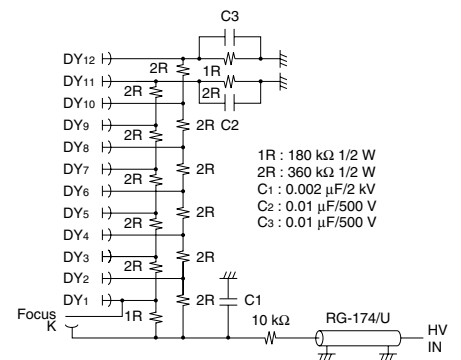 C3
DY12
2R
1R
DY11
2R
2R
DY10
DY9
2R
2R C2
DY8
DY7
2R
2R
DY6
DY5
2R
2R
DY4
DY3
2R
2R
DY2
DY1
1R
2R
C1
Focus
K
10 kΩ
RG-174/U
HV
IN
1R : 180 kΩ 1/2 W
2R : 360 kΩ 1/2 W
C1 : 0.002 µF/2 kV
C2 : 0.01 µF/500 V
C3 : 0.01 µF/500 V